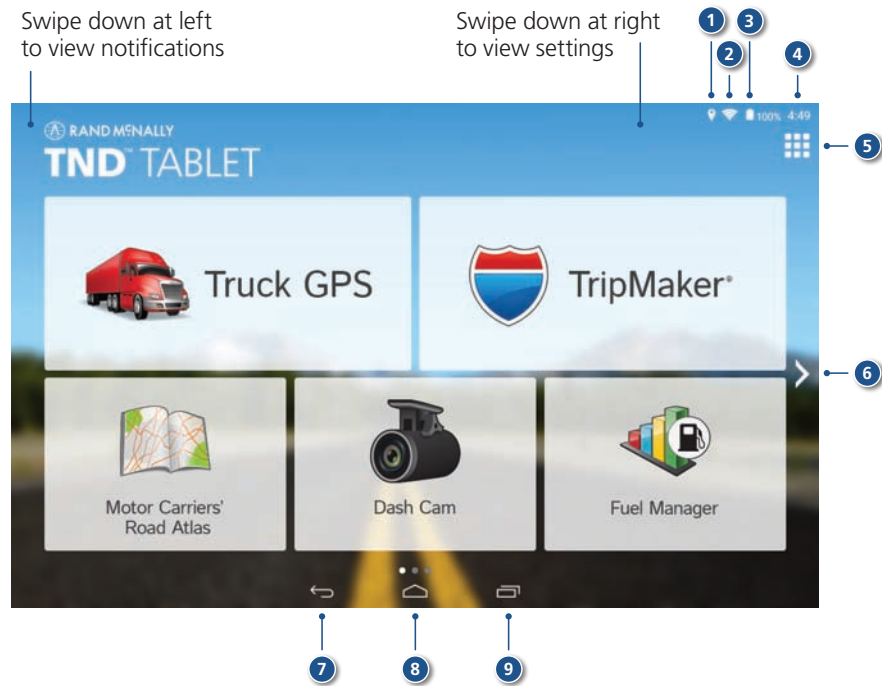 Swipe down at left
to view notifications
Swipe down at right
to view settings
1
2
3
4
RAND MCNALLY
100% 4:49
TND™ TABLET
5
Truck GPS
TripMaker®
6
Motor Carriers'
Road Atlas
Dash Cam
Fuel Manager
7
8
9